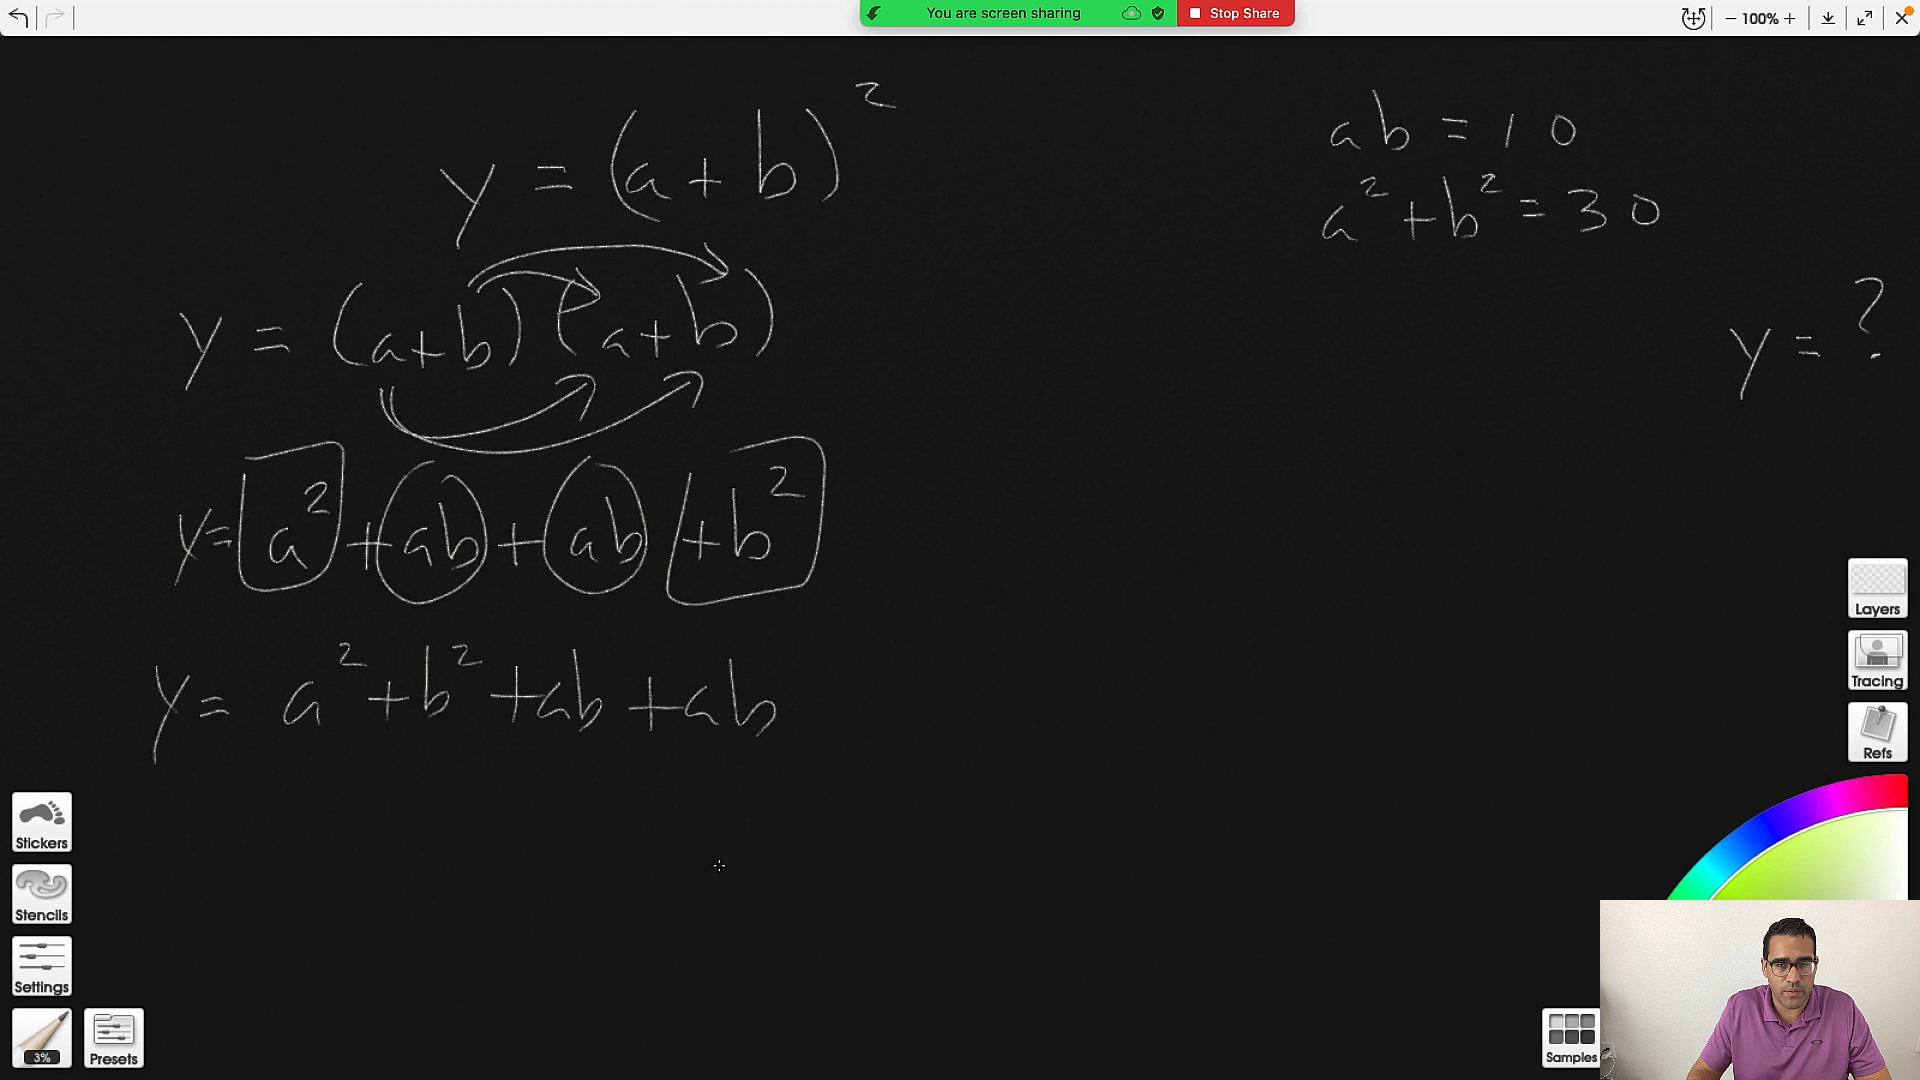 You are screen sharing
Stop Share
− 100% +
y = (a + b)²
ab = 10
a² + b² = 30
y = (a+b)(a+b)
y = ?
y = a² + ab + ab + b²
y = a² + b² + ab + ab
Layers
Tracing
Refs
Stickers
Stencils
Settings
3%
Presets
Samples